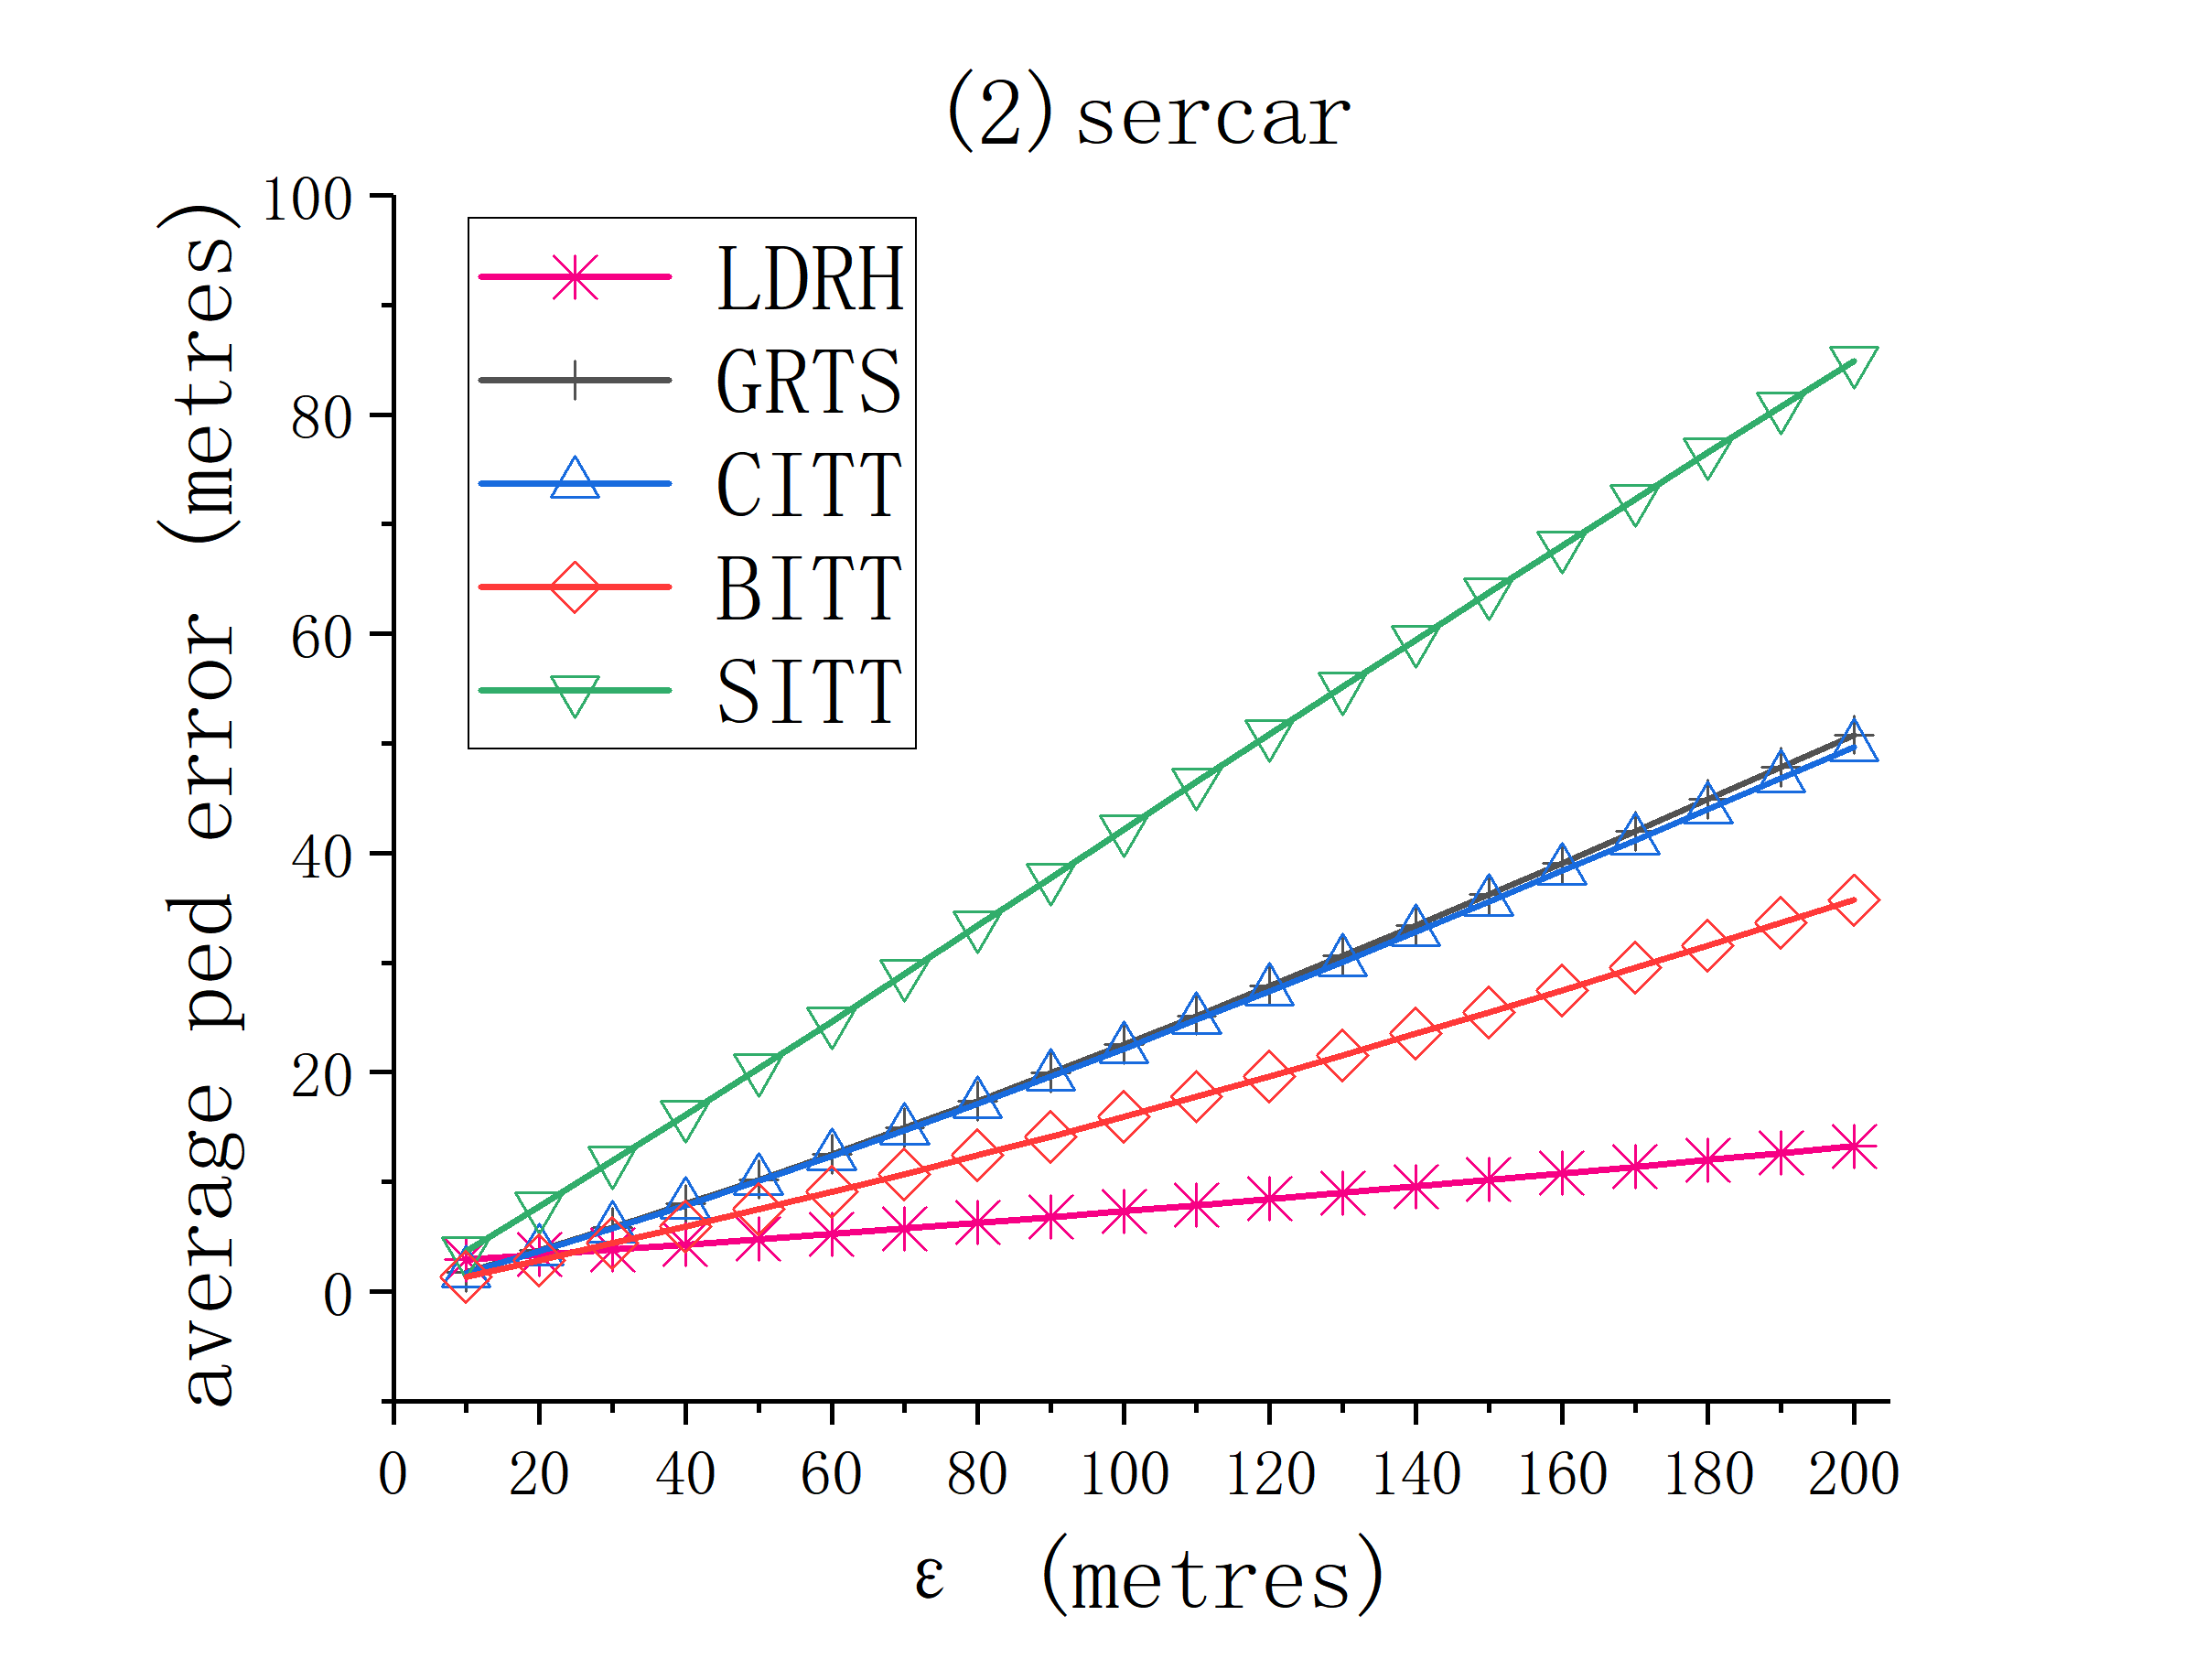 (2)sercar
average ped error (metres)
100
80
60
40
20
0
LDRH
GRTS
CITT
BITT
SITT
0 20 40 60 80 100 120 140 160 180 200
ε (metres)